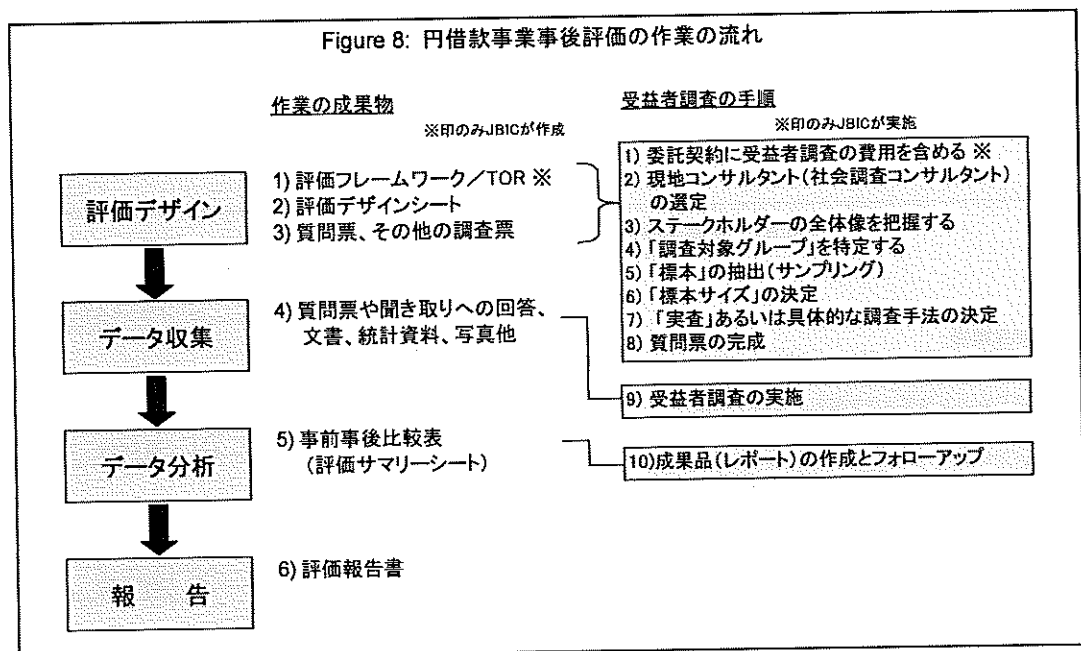 Figure 8: 円借款事業事後評価の作業の流れ
作業の成果物
※印のみJBICが作成
受益者調査の手順
※印のみJBICが実施
評価デザイン
1) 評価フレームワーク／TOR ※
2) 評価デザインシート
3) 質問票、その他の調査票
1) 委託契約に受益者調査の費用を含める ※
2) 現地コンサルタント（社会調査コンサルタント）
の選定
3) ステークホルダーの全体像を把握する
4) 「調査対象グループ」を特定する
5) 「標本」の抽出（サンプリング）
6) 「標本サイズ」の決定
7) 「実査」あるいは具体的な調査手法の決定
8) 質問票の完成
データ収集
4) 質問票や聞き取りへの回答、
文書、統計資料、写真他
9) 受益者調査の実施
データ分析
5) 事前事後比較表
（評価サマリーシート）
10)成果品（レポート）の作成とフォローアップ
報 告
6) 評価報告書